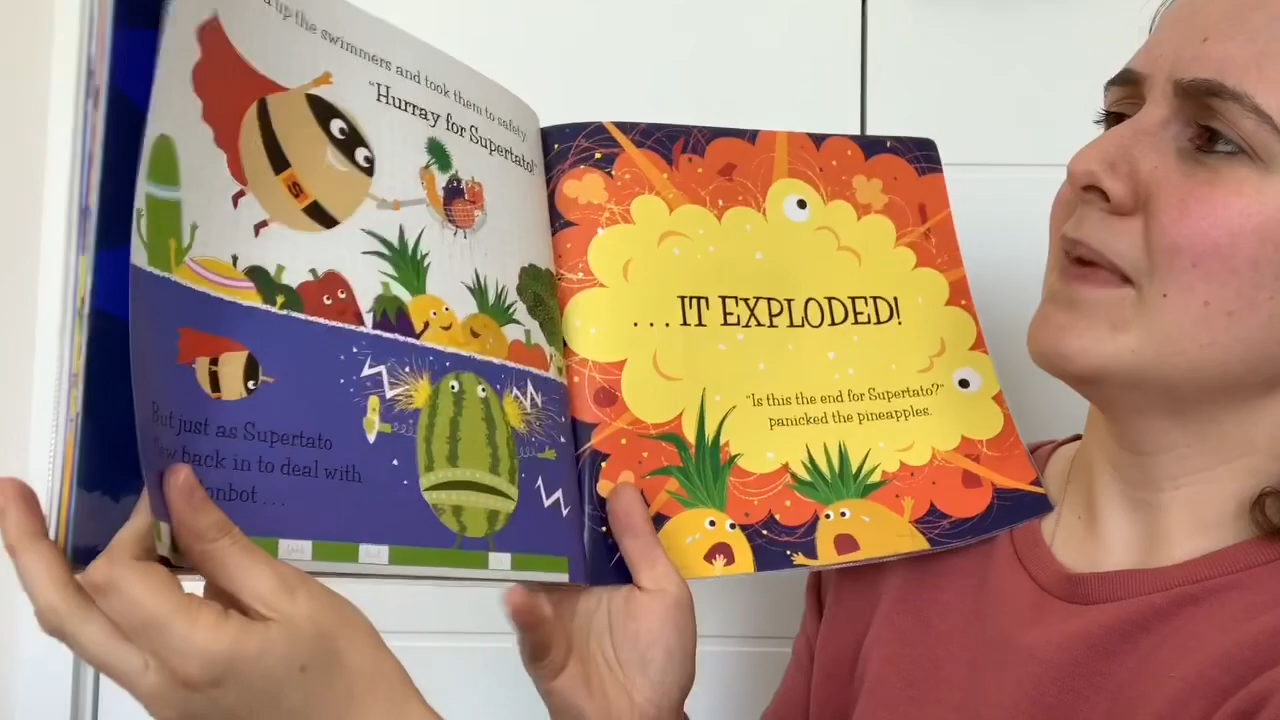 up the swimmers and took them to safety.
"Hurray for Supertato!"
S
But just as Supertato
back in to deal with
. . .
. . . IT EXPLODED!
"Is this the end for Supertato?"
panicked the pineapples.